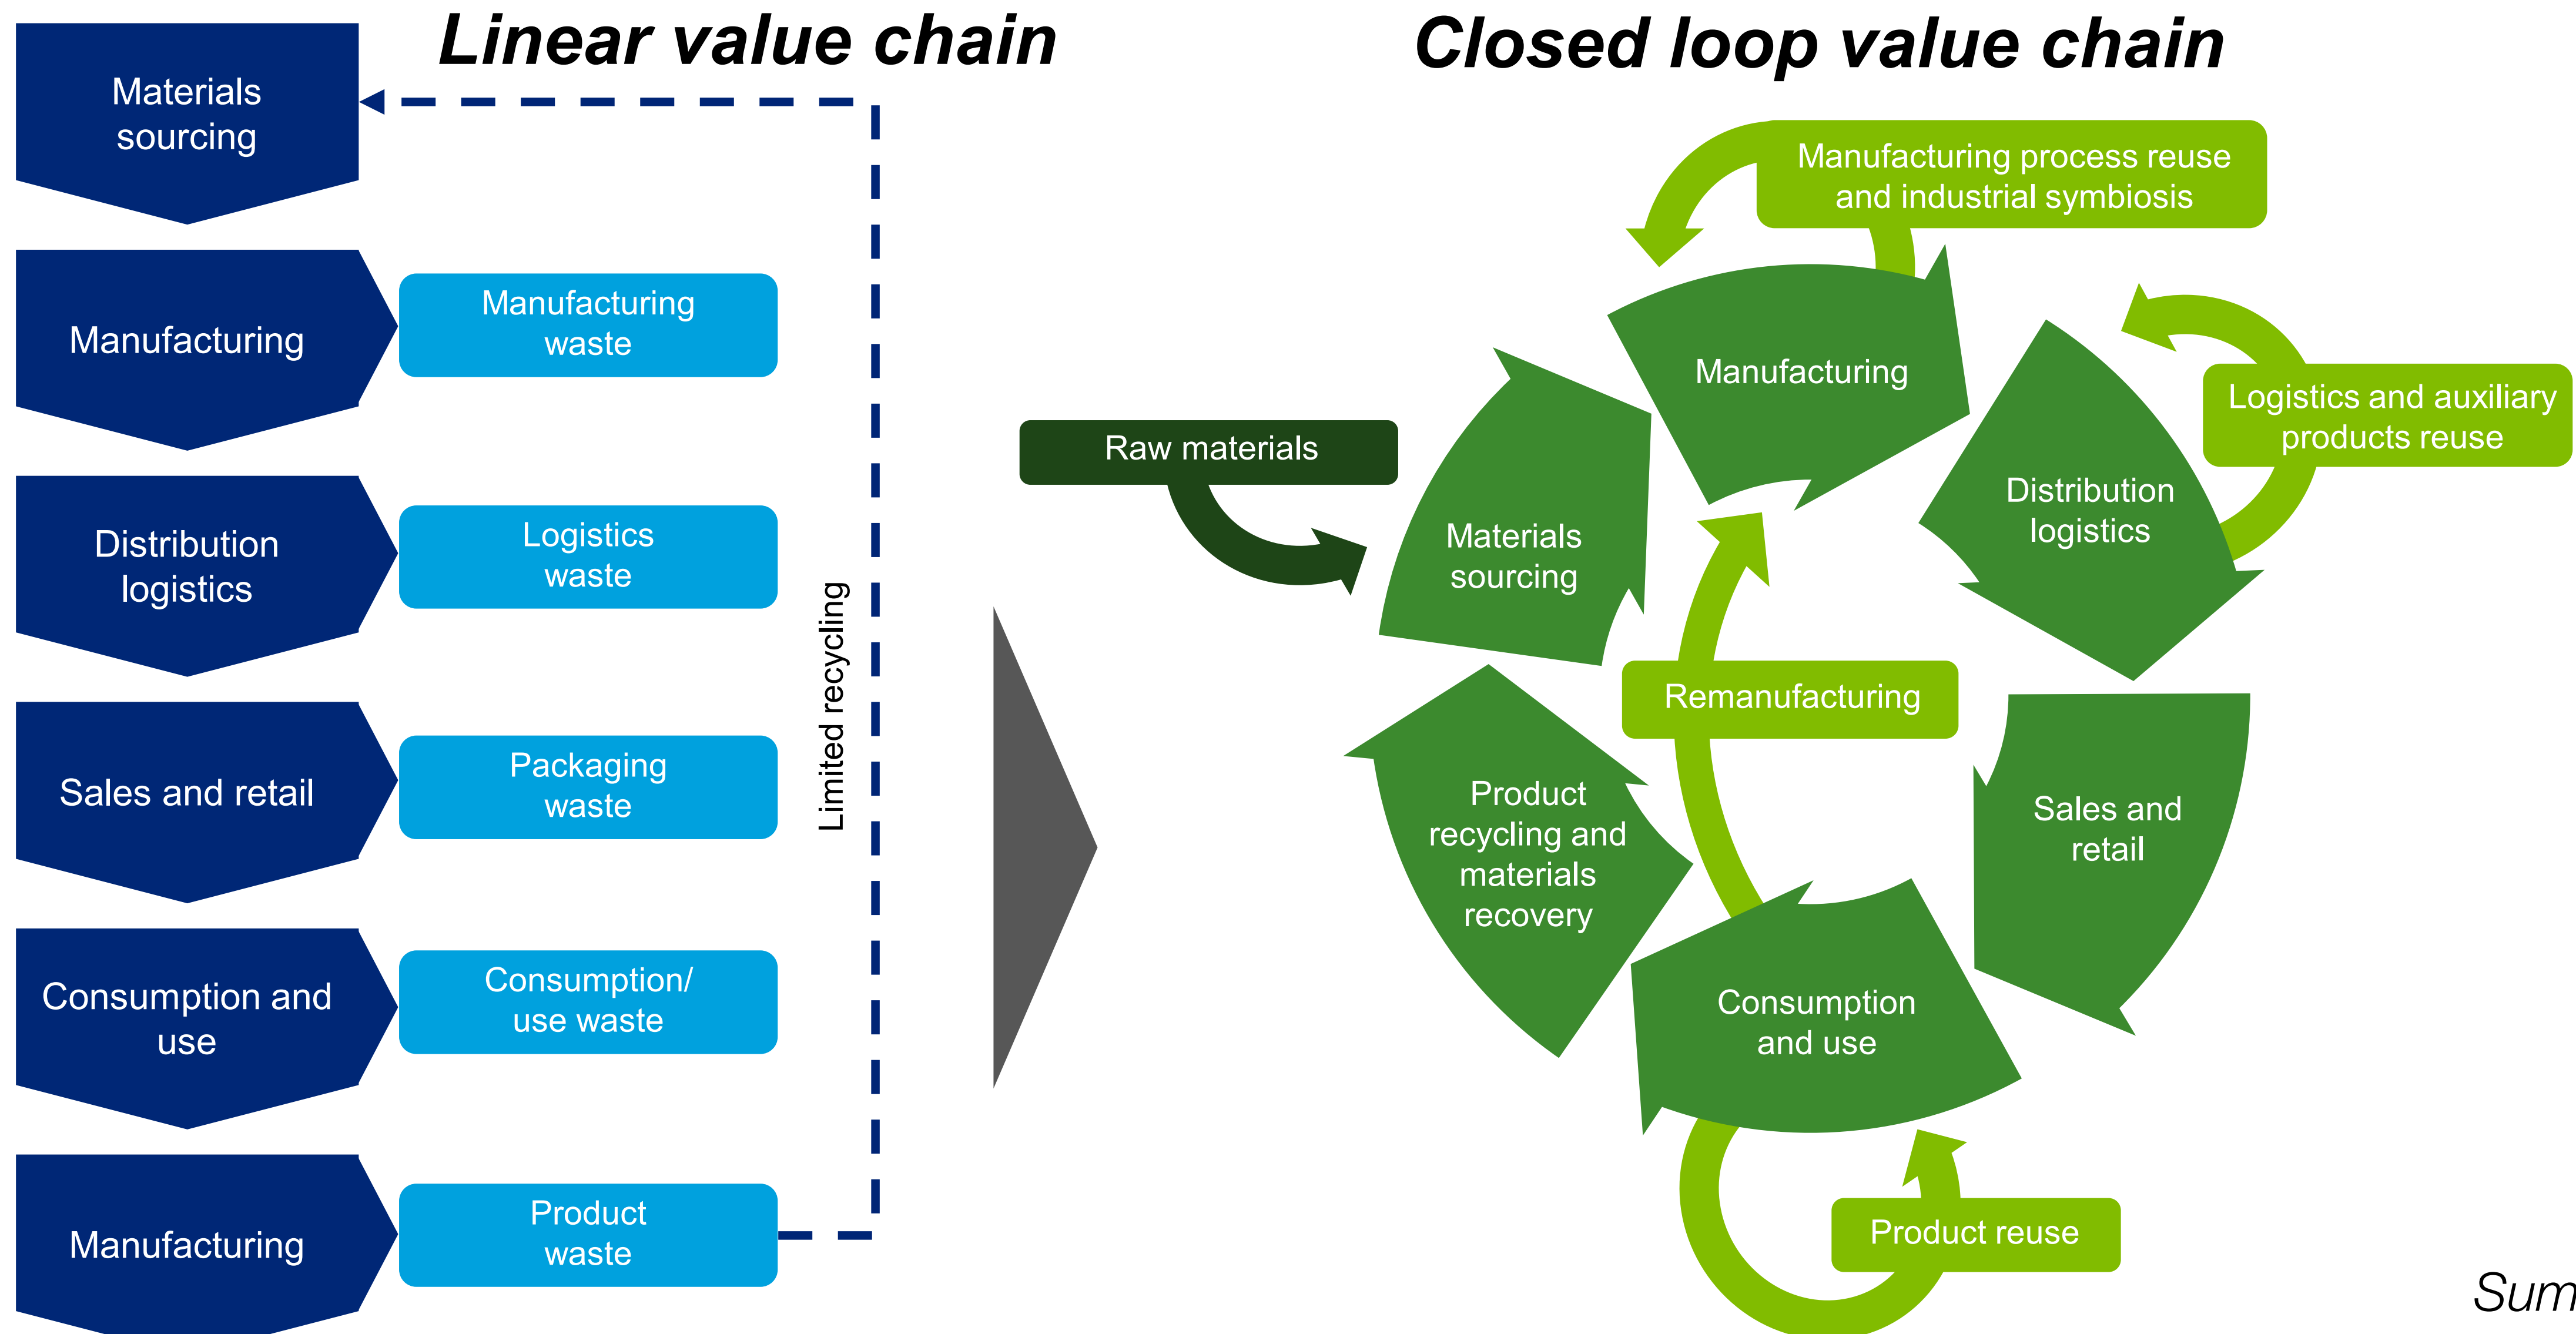 Linear value chain
Materials
sourcing
Manufacturing
Manufacturing
waste
Distribution
logistics
Logistics
waste
Sales and retail
Packaging
waste
Consumption and
use
Consumption/
use waste
Manufacturing
Product
waste
Limited recycling
Closed loop value chain
Manufacturing process reuse
and industrial symbiosis
Manufacturing
Logistics and auxiliary
products reuse
Raw materials
Distribution
logistics
Materials
sourcing
Remanufacturing
Product
recycling and
materials
recovery
Sales and
retail
Consumption
and use
Product reuse
Sum